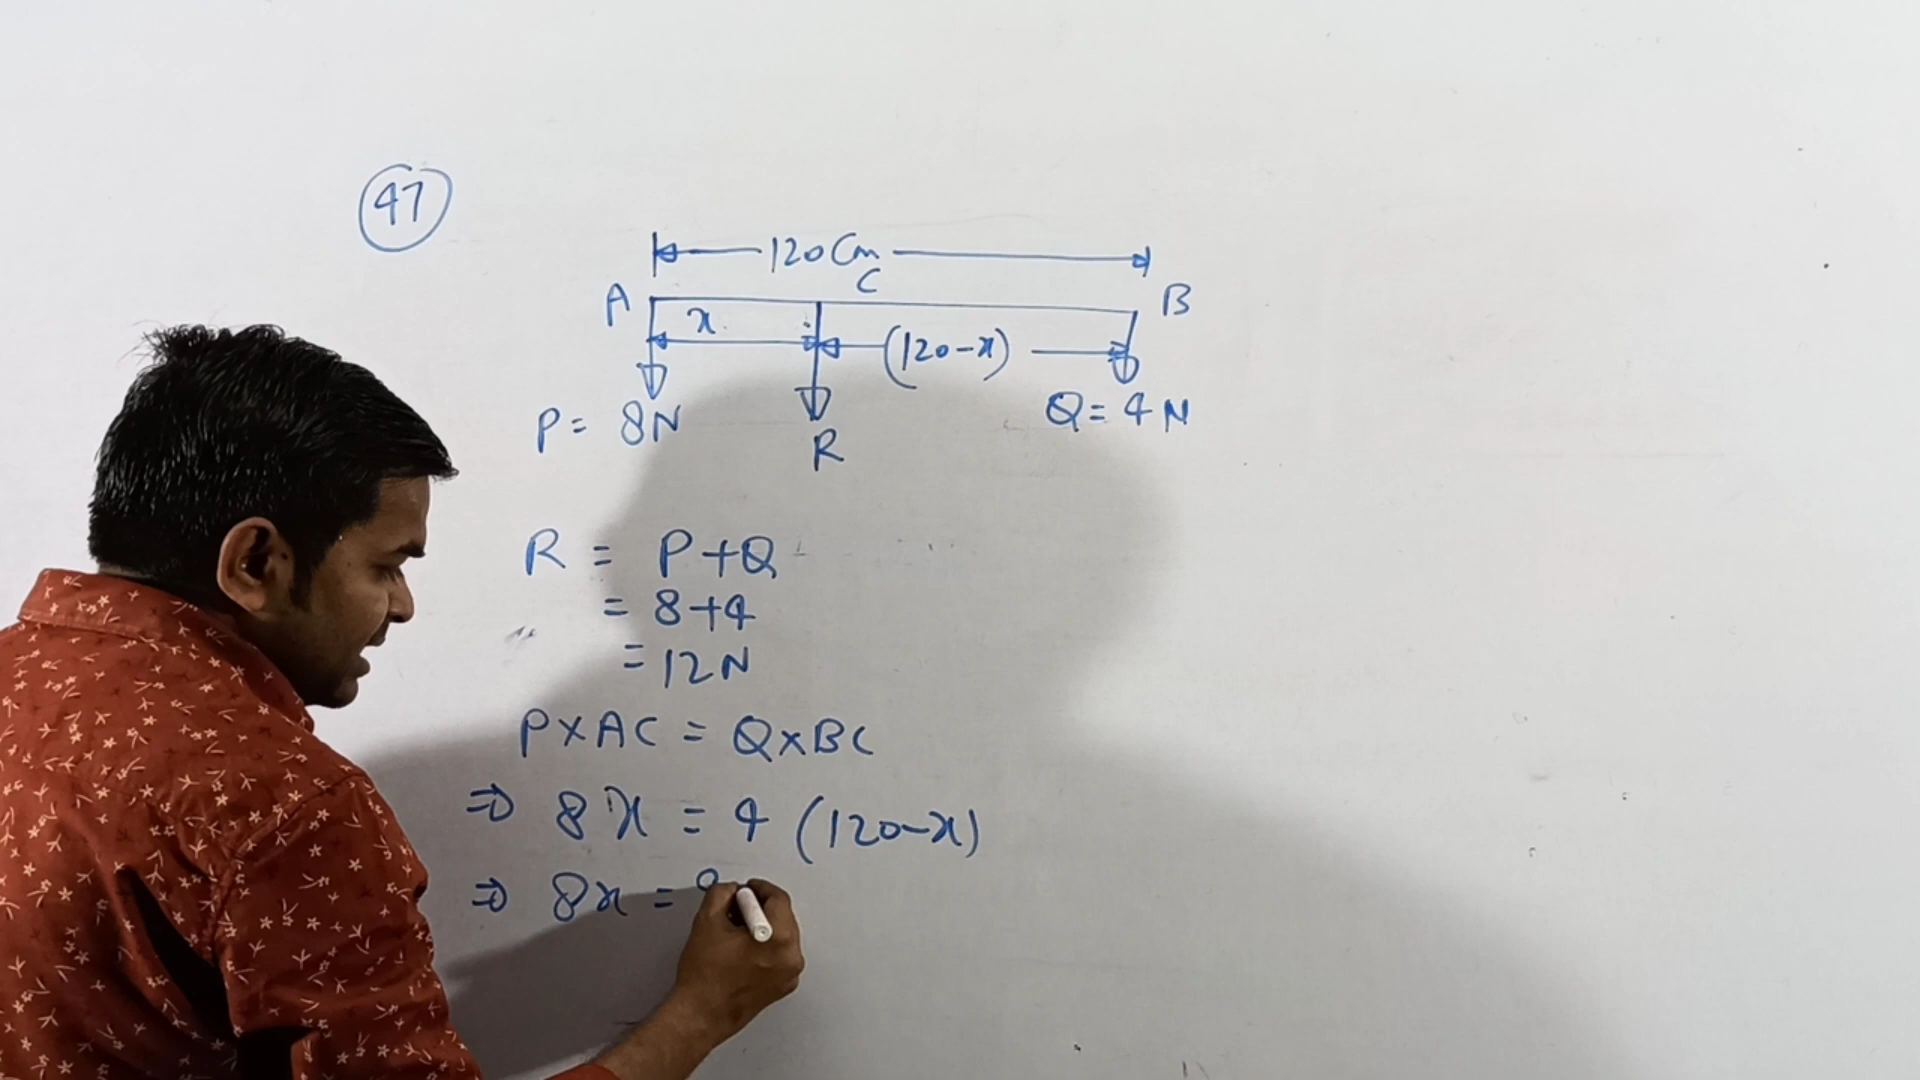 47
120 Cm
A C B
x (120-x)
P = 8N R Q = 4N
R = P+Q
= 8+4
= 12N
P×AC = Q×BC
⇒ 8x = 4 (120-x)
⇒ 8x =